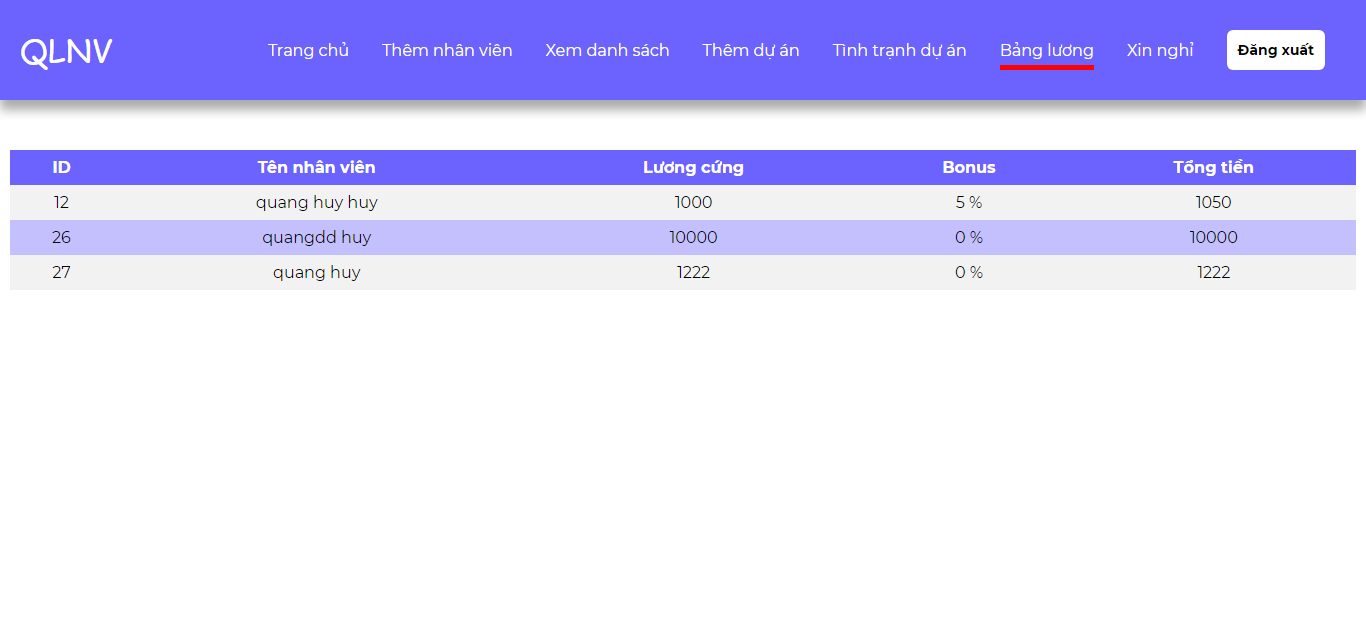 QLNV Trang chủ Thêm nhân viên Xem danh sách Thêm dự án Tình trạnh dự án Bảng lương Xin nghỉ Đăng xuất
ID Tên nhân viên Lương cứng Bonus Tổng tiền
12 quang huy huy 1000 5 % 1050
26 quangdd huy 10000 0 % 10000
27 quang huy 1222 0 % 1222